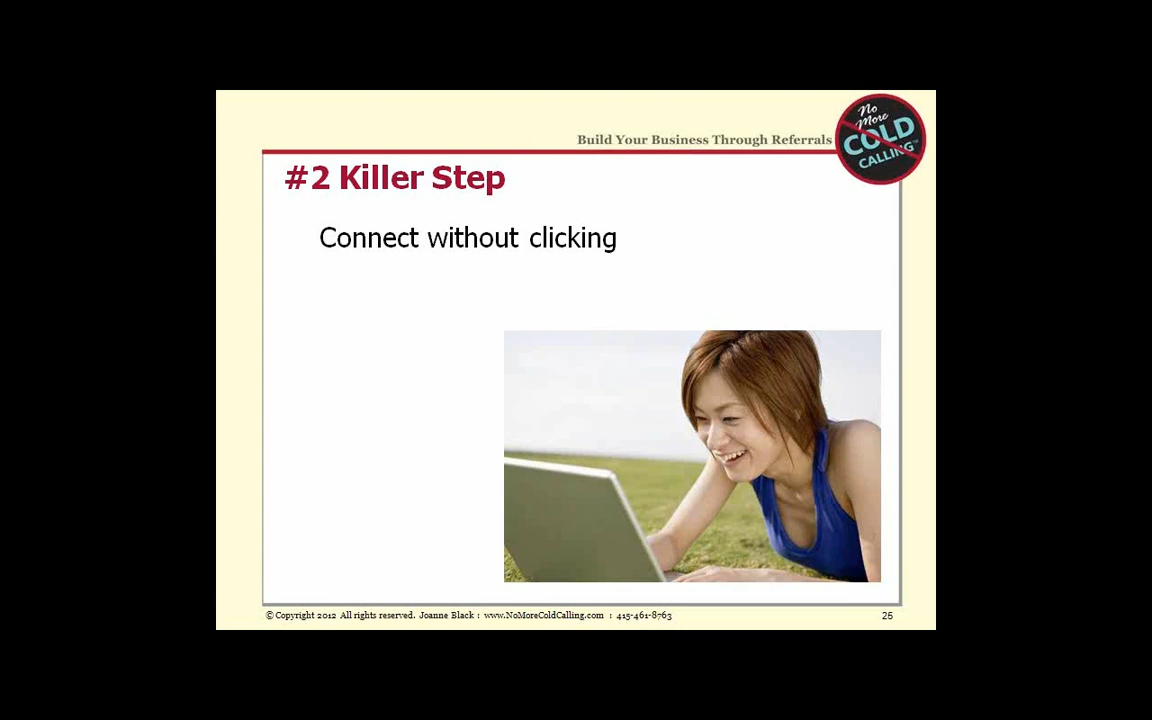 Build Your Business Through Referrals
No
More
COLD
CALLING™
#2 Killer Step
Connect without clicking
© Copyright 2012 All rights reserved. Joanne Black : www.NoMoreColdCalling.com : 415-461-8763
25